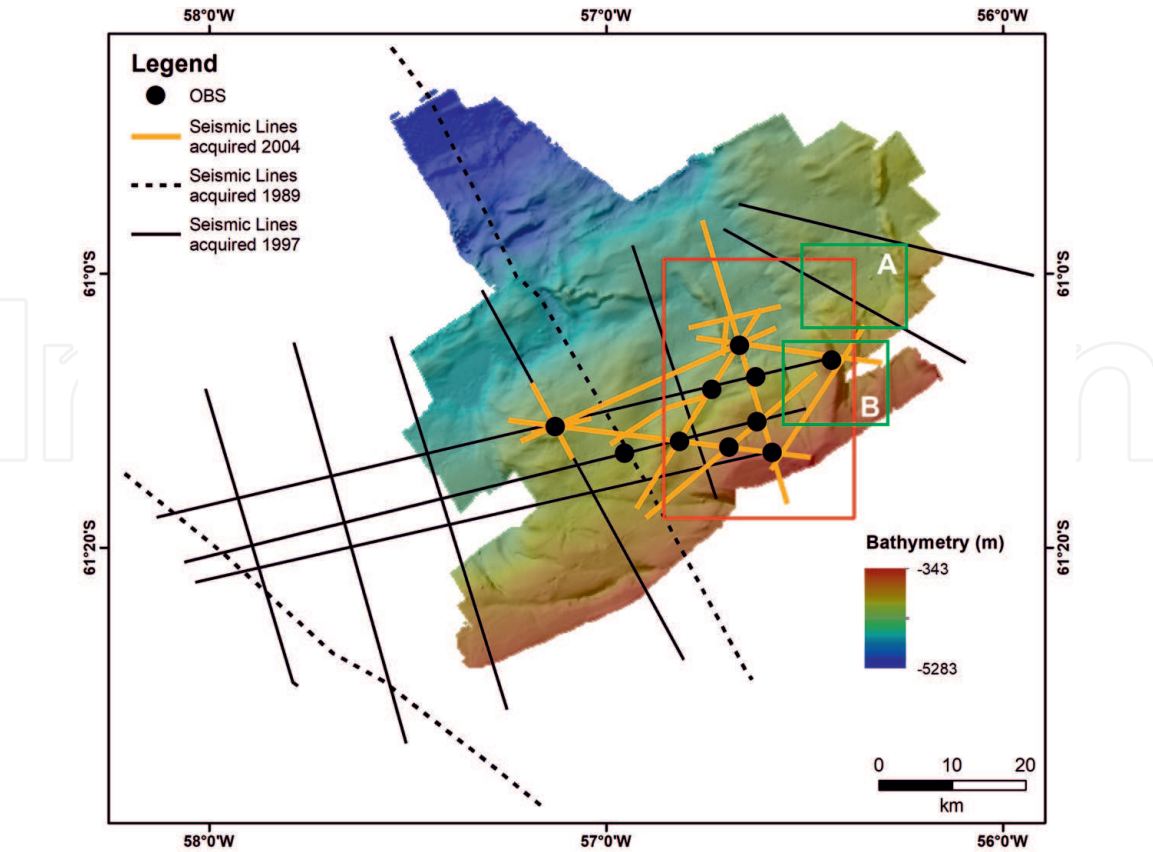 58°0'W 57°0'W 56°0'W
Legend
OBS
Seismic Lines
acquired 2004
Seismic Lines
acquired 1989
Seismic Lines
acquired 1997
A
61°0'S 61°0'S
B
61°20'S 61°20'S
Bathymetry (m)
-343
-5283
0 10 20
km
58°0'W 57°0'W 56°0'W